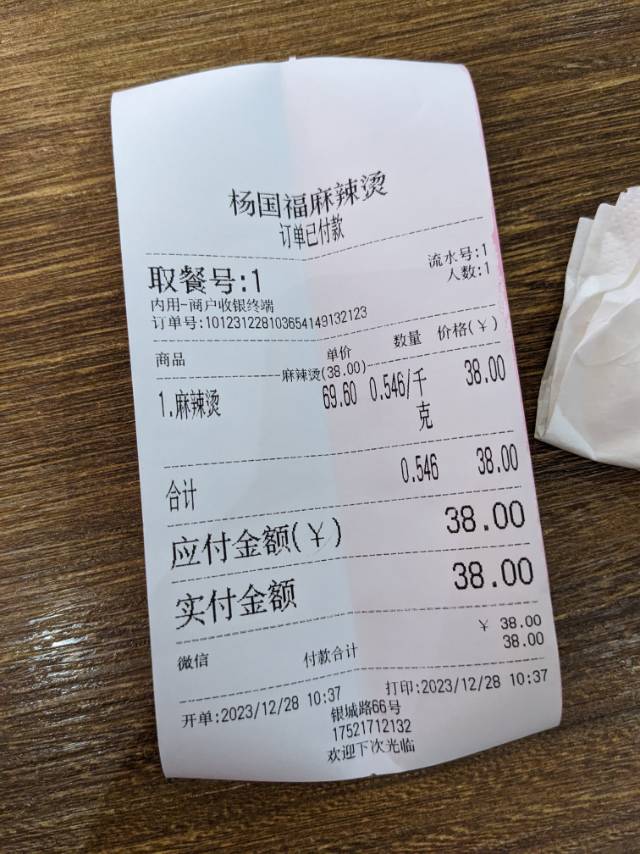 杨国福麻辣烫
订单已付款
取餐号:1
流水号:1
人数:1
内用-商户收银终端
订单号:101231228103654149132123
商品 单价 数量 价格(￥)
麻辣烫(38.00)
1.麻辣烫 69.60 0.546/千克 38.00
合计 0.546 38.00
应付金额(￥) 38.00
实付金额 38.00
微信 ￥ 38.00
付款合计 38.00
开单:2023/12/28 10:37 打印:2023/12/28 10:37
银城路66号
17521712132
欢迎下次光临